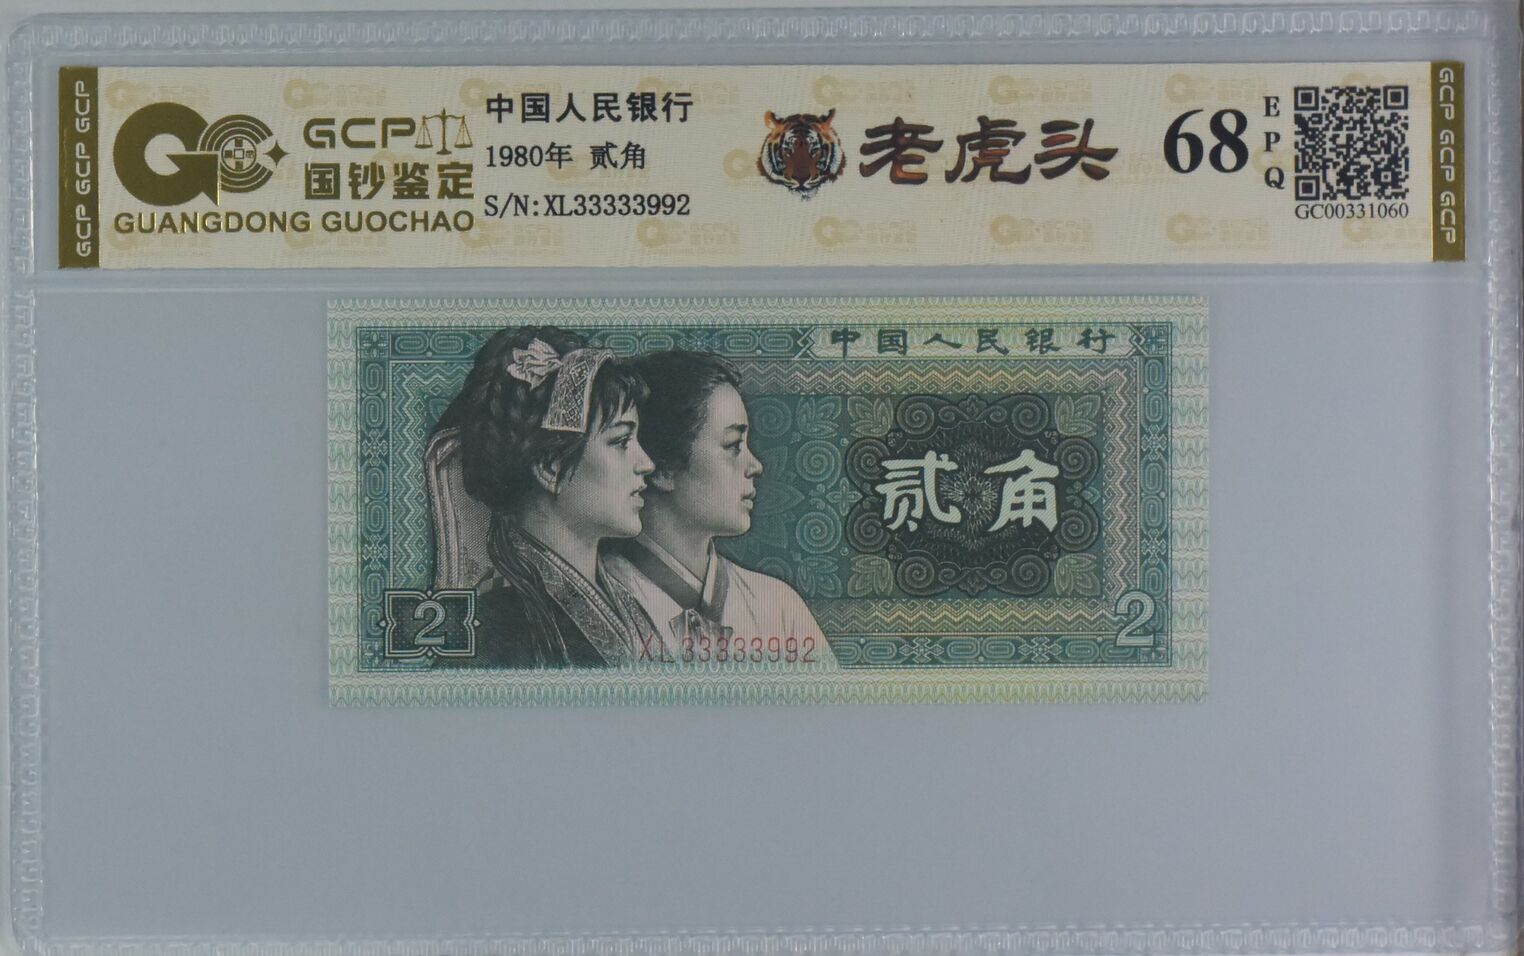 GCP GCP GCP
GCP
国钞鉴定
GUANGDONG GUOCHAO
中国人民银行
1980年 贰角
S/N:XL33333992
老虎头
68
EPQ
GC00331060
GCP GCP GCP
中国人民银行
贰角
2
2
XL33333992